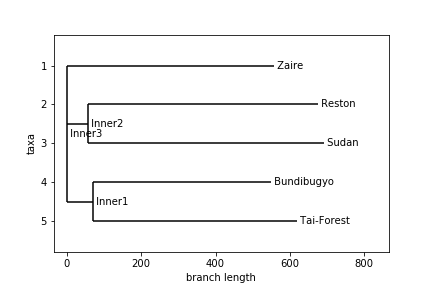 1
Zaire
2
Reston
Inner2
Inner3
3
Sudan
taxa
4
Bundibugyo
Inner1
5
Tai-Forest
0
200
400
600
800
branch length